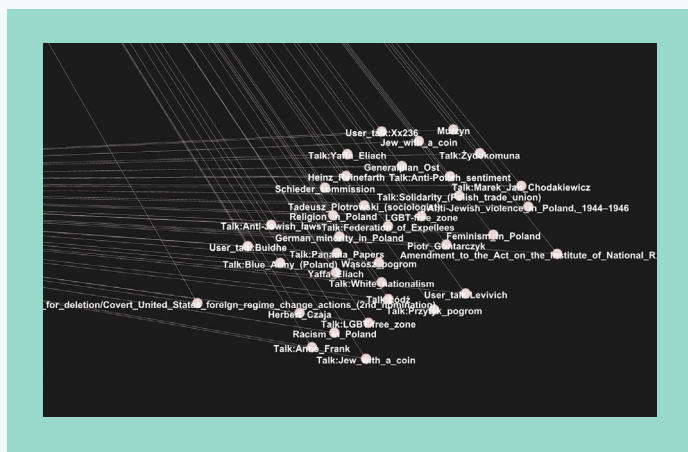 User_talk:Xx236
Murzyn
Jew_with_a_coin
Talk:Yaffa_Eliach
Talk:Żydokomuna
Generalplan_Ost
Heinz_Reinefarth
Talk:Anti-Polish_sentiment
Schieder_commission
Talk:Marek_Jan_Chodakiewicz
Talk:Solidarity_(Polish_trade_union)
Tadeusz_Piotrowski_(sociologist)
Anti-Jewish_violence_in_Poland,_1944–1946
Religion_in_Poland
LGBT-free_zone
Talk:Anti-Jewish_laws
Talk:Federation_of_Expellees
German_minority_in_Poland
Feminism_in_Poland
User_talk:Buidhe
Piotr_Gontarczyk
Talk:Panama_Papers
Amendment_to_the_Act_on_the_Institute_of_National_R
Talk:Blue_Army_(Poland)
Wąsosz_pogrom
Yaffa_Eliach
Talk:White_nationalism
User_talk:Levivich
Talk:Łódź
_for_deletion/Covert_United_States_foreign_regime_change_actions_(2nd_nomination)
Talk:Przytyk_pogrom
Herbert_Czaja
Talk:LGBT-free_zone
Racism_in_Poland
Talk:Anne_Frank
Talk:Jew_with_a_coin